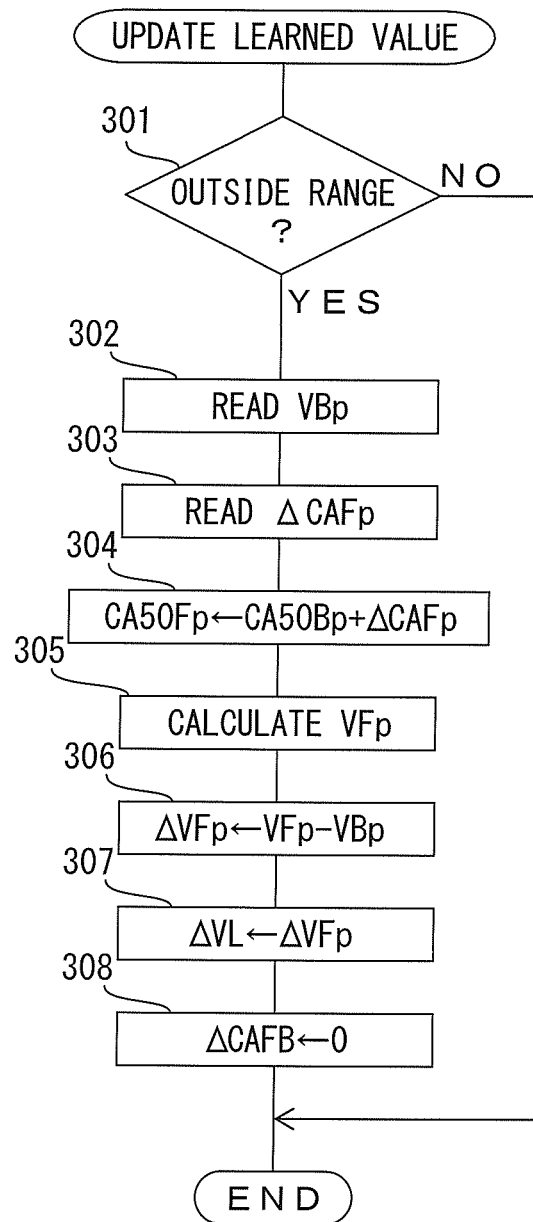 UPDATE LEARNED VALUE
301
OUTSIDE RANGE
?
NO
YES
302
READ VBp
303
READ ΔCAFp
304
CA50Fp←CA50Bp+ΔCAFp
305
CALCULATE VFp
306
ΔVFp←VFp-VBp
307
ΔVL←ΔVFp
308
ΔCAFB←0
END